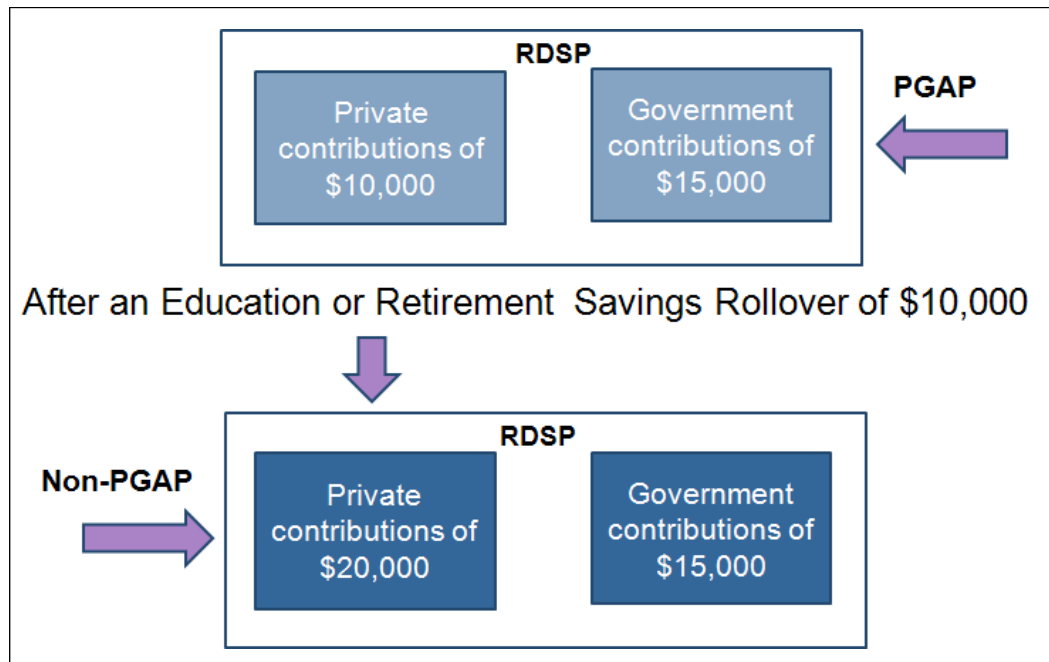 RDSP
Private
contributions of
$10,000
Government
contributions of
$15,000
PGAP
After an Education or Retirement Savings Rollover of $10,000
RDSP
Non-PGAP
Private
contributions of
$20,000
Government
contributions of
$15,000